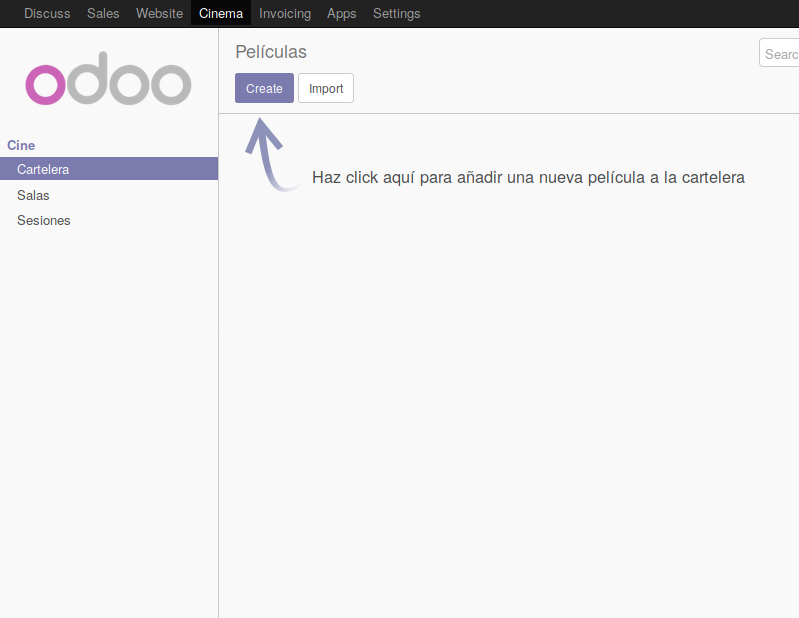 Discuss Sales Website Cinema Invoicing Apps Settings
odoo
Cine
Cartelera
Salas
Sesiones
Películas
Searc
Create Import
Haz click aquí para añadir una nueva película a la cartelera